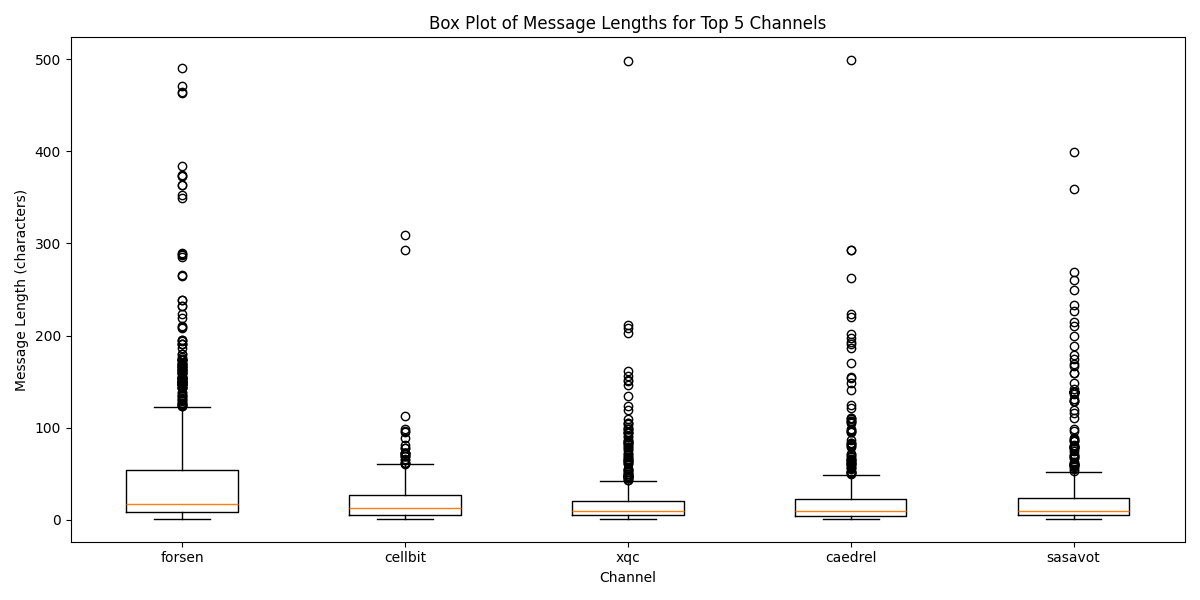 Box Plot of Message Lengths for Top 5 Channels
Message Length (characters)
500
400
300
200
100
0
forsen
cellbit
xqc
caedrel
sasavot
Channel